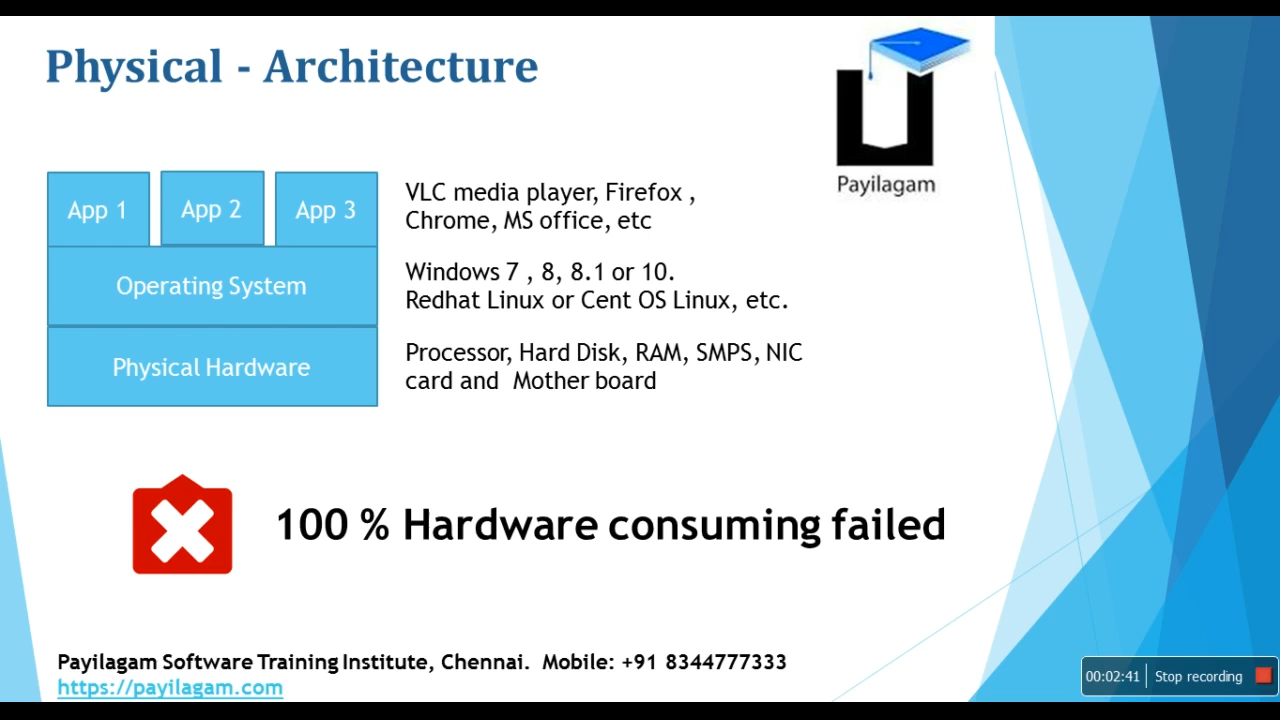 Physical - Architecture
Payilagam
App 1
App 2
App 3
VLC media player, Firefox ,
Chrome, MS office, etc
Operating System
Windows 7 , 8, 8.1 or 10.
Redhat Linux or Cent OS Linux, etc.
Physical Hardware
Processor, Hard Disk, RAM, SMPS, NIC
card and Mother board
100 % Hardware consuming failed
Payilagam Software Training Institute, Chennai. Mobile: +91 8344777333
https://payilagam.com
00:02:41 Stop recording